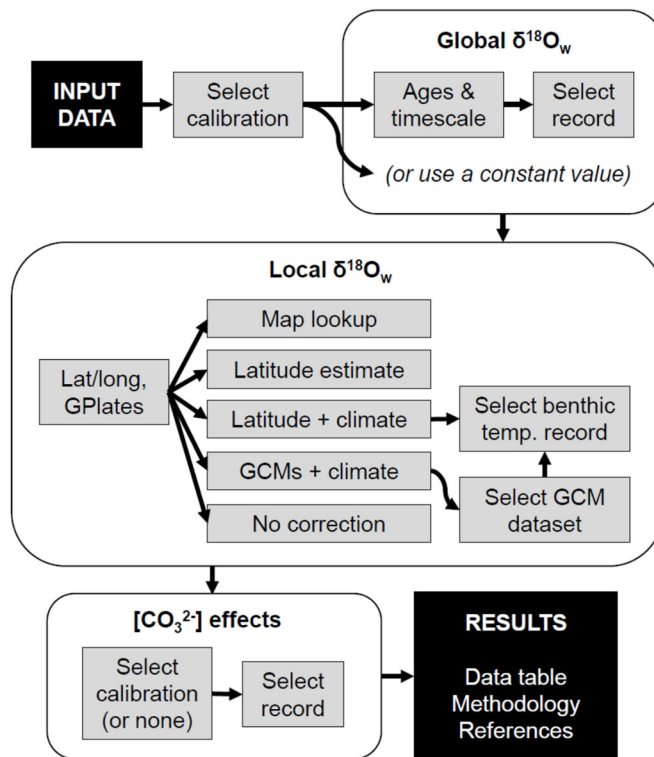 Global δ¹⁸Ow
INPUT
DATA
Select
calibration
Ages &
timescale
Select
record
(or use a constant value)
Local δ¹⁸Ow
Lat/long,
GPlates
Map lookup
Latitude estimate
Latitude + climate
GCMs + climate
No correction
Select benthic
temp. record
Select GCM
dataset
[CO₃²⁻] effects
Select
calibration
(or none)
Select
record
RESULTS
Data table
Methodology
References